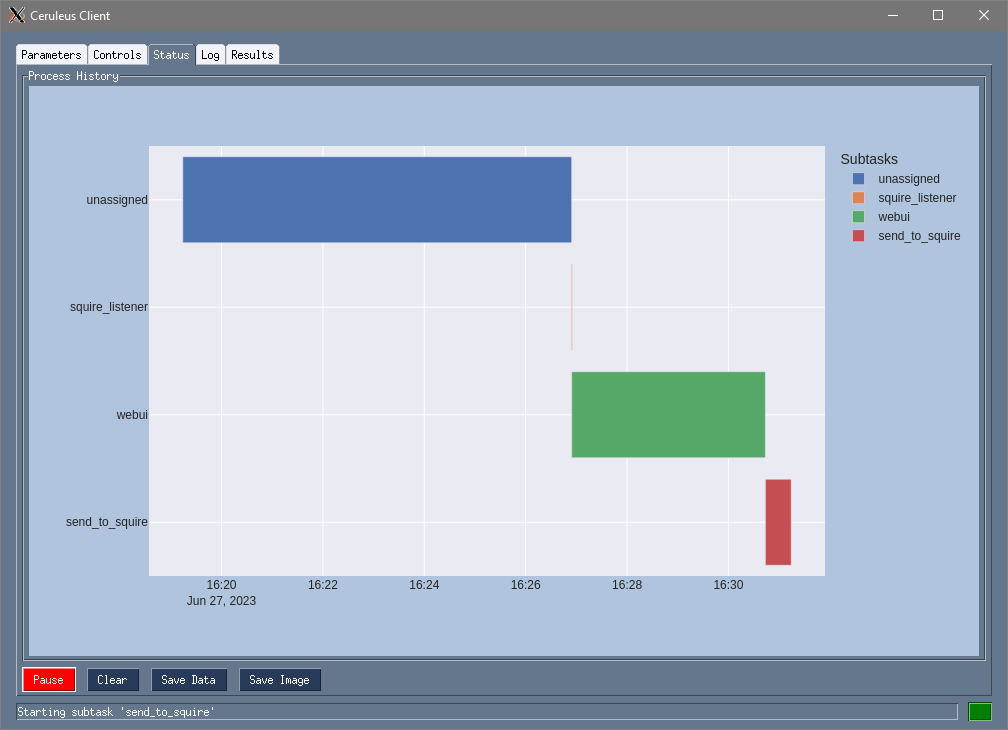 Ceruleus Client
Parameters Controls Status Log Results
Process History
Subtasks
unassigned
squire_listener
webui
send_to_squire
unassigned
squire_listener
webui
send_to_squire
16:20 16:22 16:24 16:26 16:28 16:30
Jun 27, 2023
Pause Clear Save Data Save Image
Starting subtask 'send_to_squire'